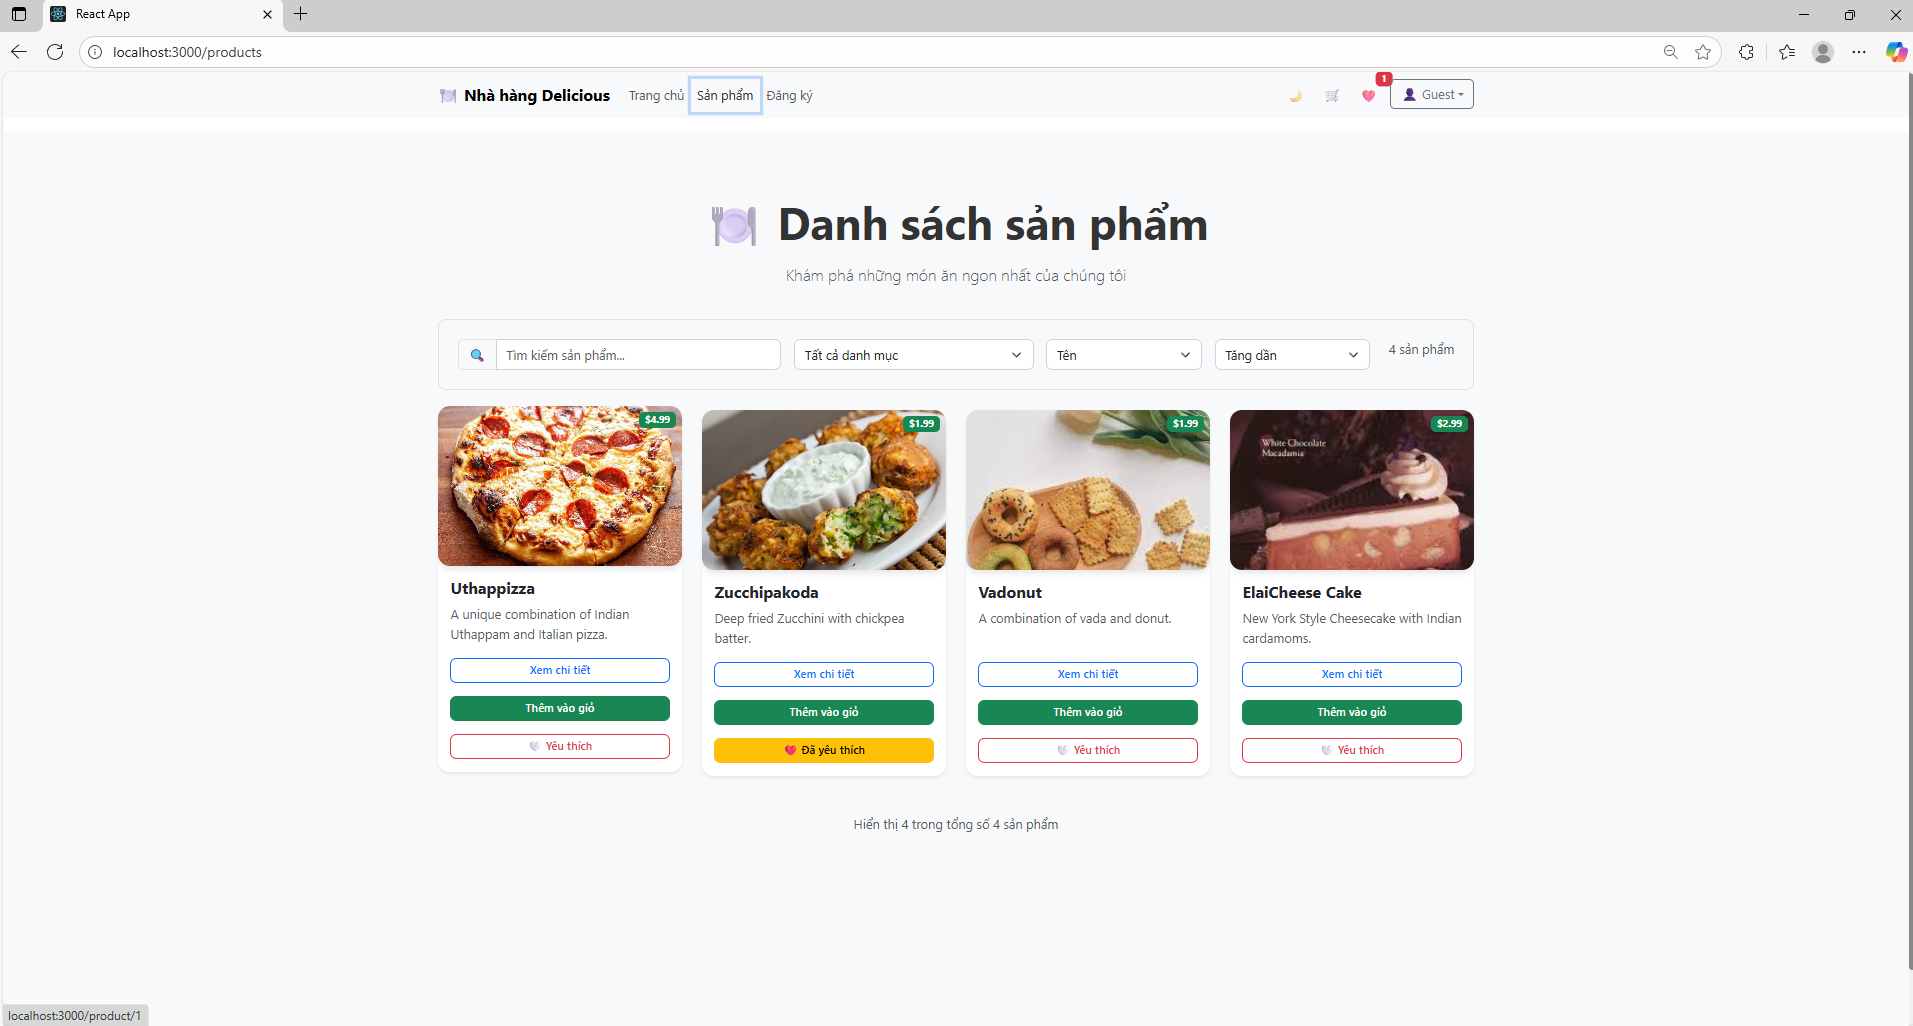 React App
localhost:3000/products
Nhà hàng Delicious Trang chủ Sản phẩm Đăng ký 1 Guest
Danh sách sản phẩm
Khám phá những món ăn ngon nhất của chúng tôi
Tìm kiếm sản phẩm... Tất cả danh mục Tên Tăng dần 4 sản phẩm
$4.99 $1.99 $1.99 $2.99
White Chocolate
Macadamia
Uthappizza
A unique combination of Indian
Uthappam and Italian pizza.
Xem chi tiết
Thêm vào giỏ
Yêu thích
Zucchipakoda
Deep fried Zucchini with chickpea
batter.
Xem chi tiết
Thêm vào giỏ
Đã yêu thích
Vadonut
A combination of vada and donut.
Xem chi tiết
Thêm vào giỏ
Yêu thích
ElaiCheese Cake
New York Style Cheesecake with Indian
cardamoms.
Xem chi tiết
Thêm vào giỏ
Yêu thích
Hiển thị 4 trong tổng số 4 sản phẩm
localhost:3000/product/1